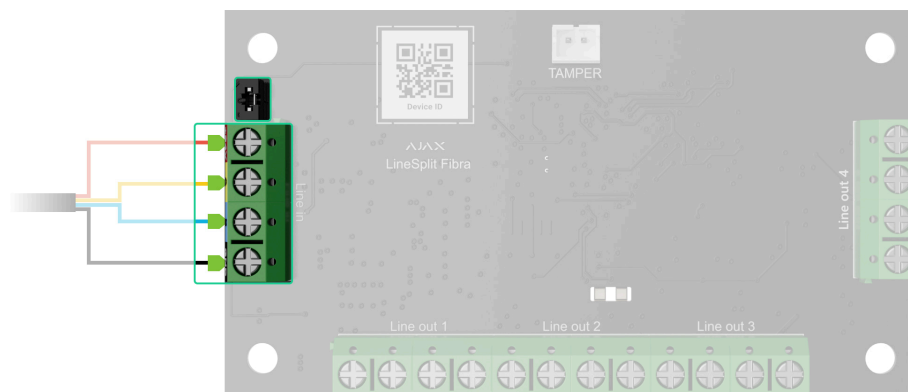 TAMPER
Device ID
AJAX
LineSplit Fibra
Line in
Line out 4
Line out 1
Line out 2
Line out 3